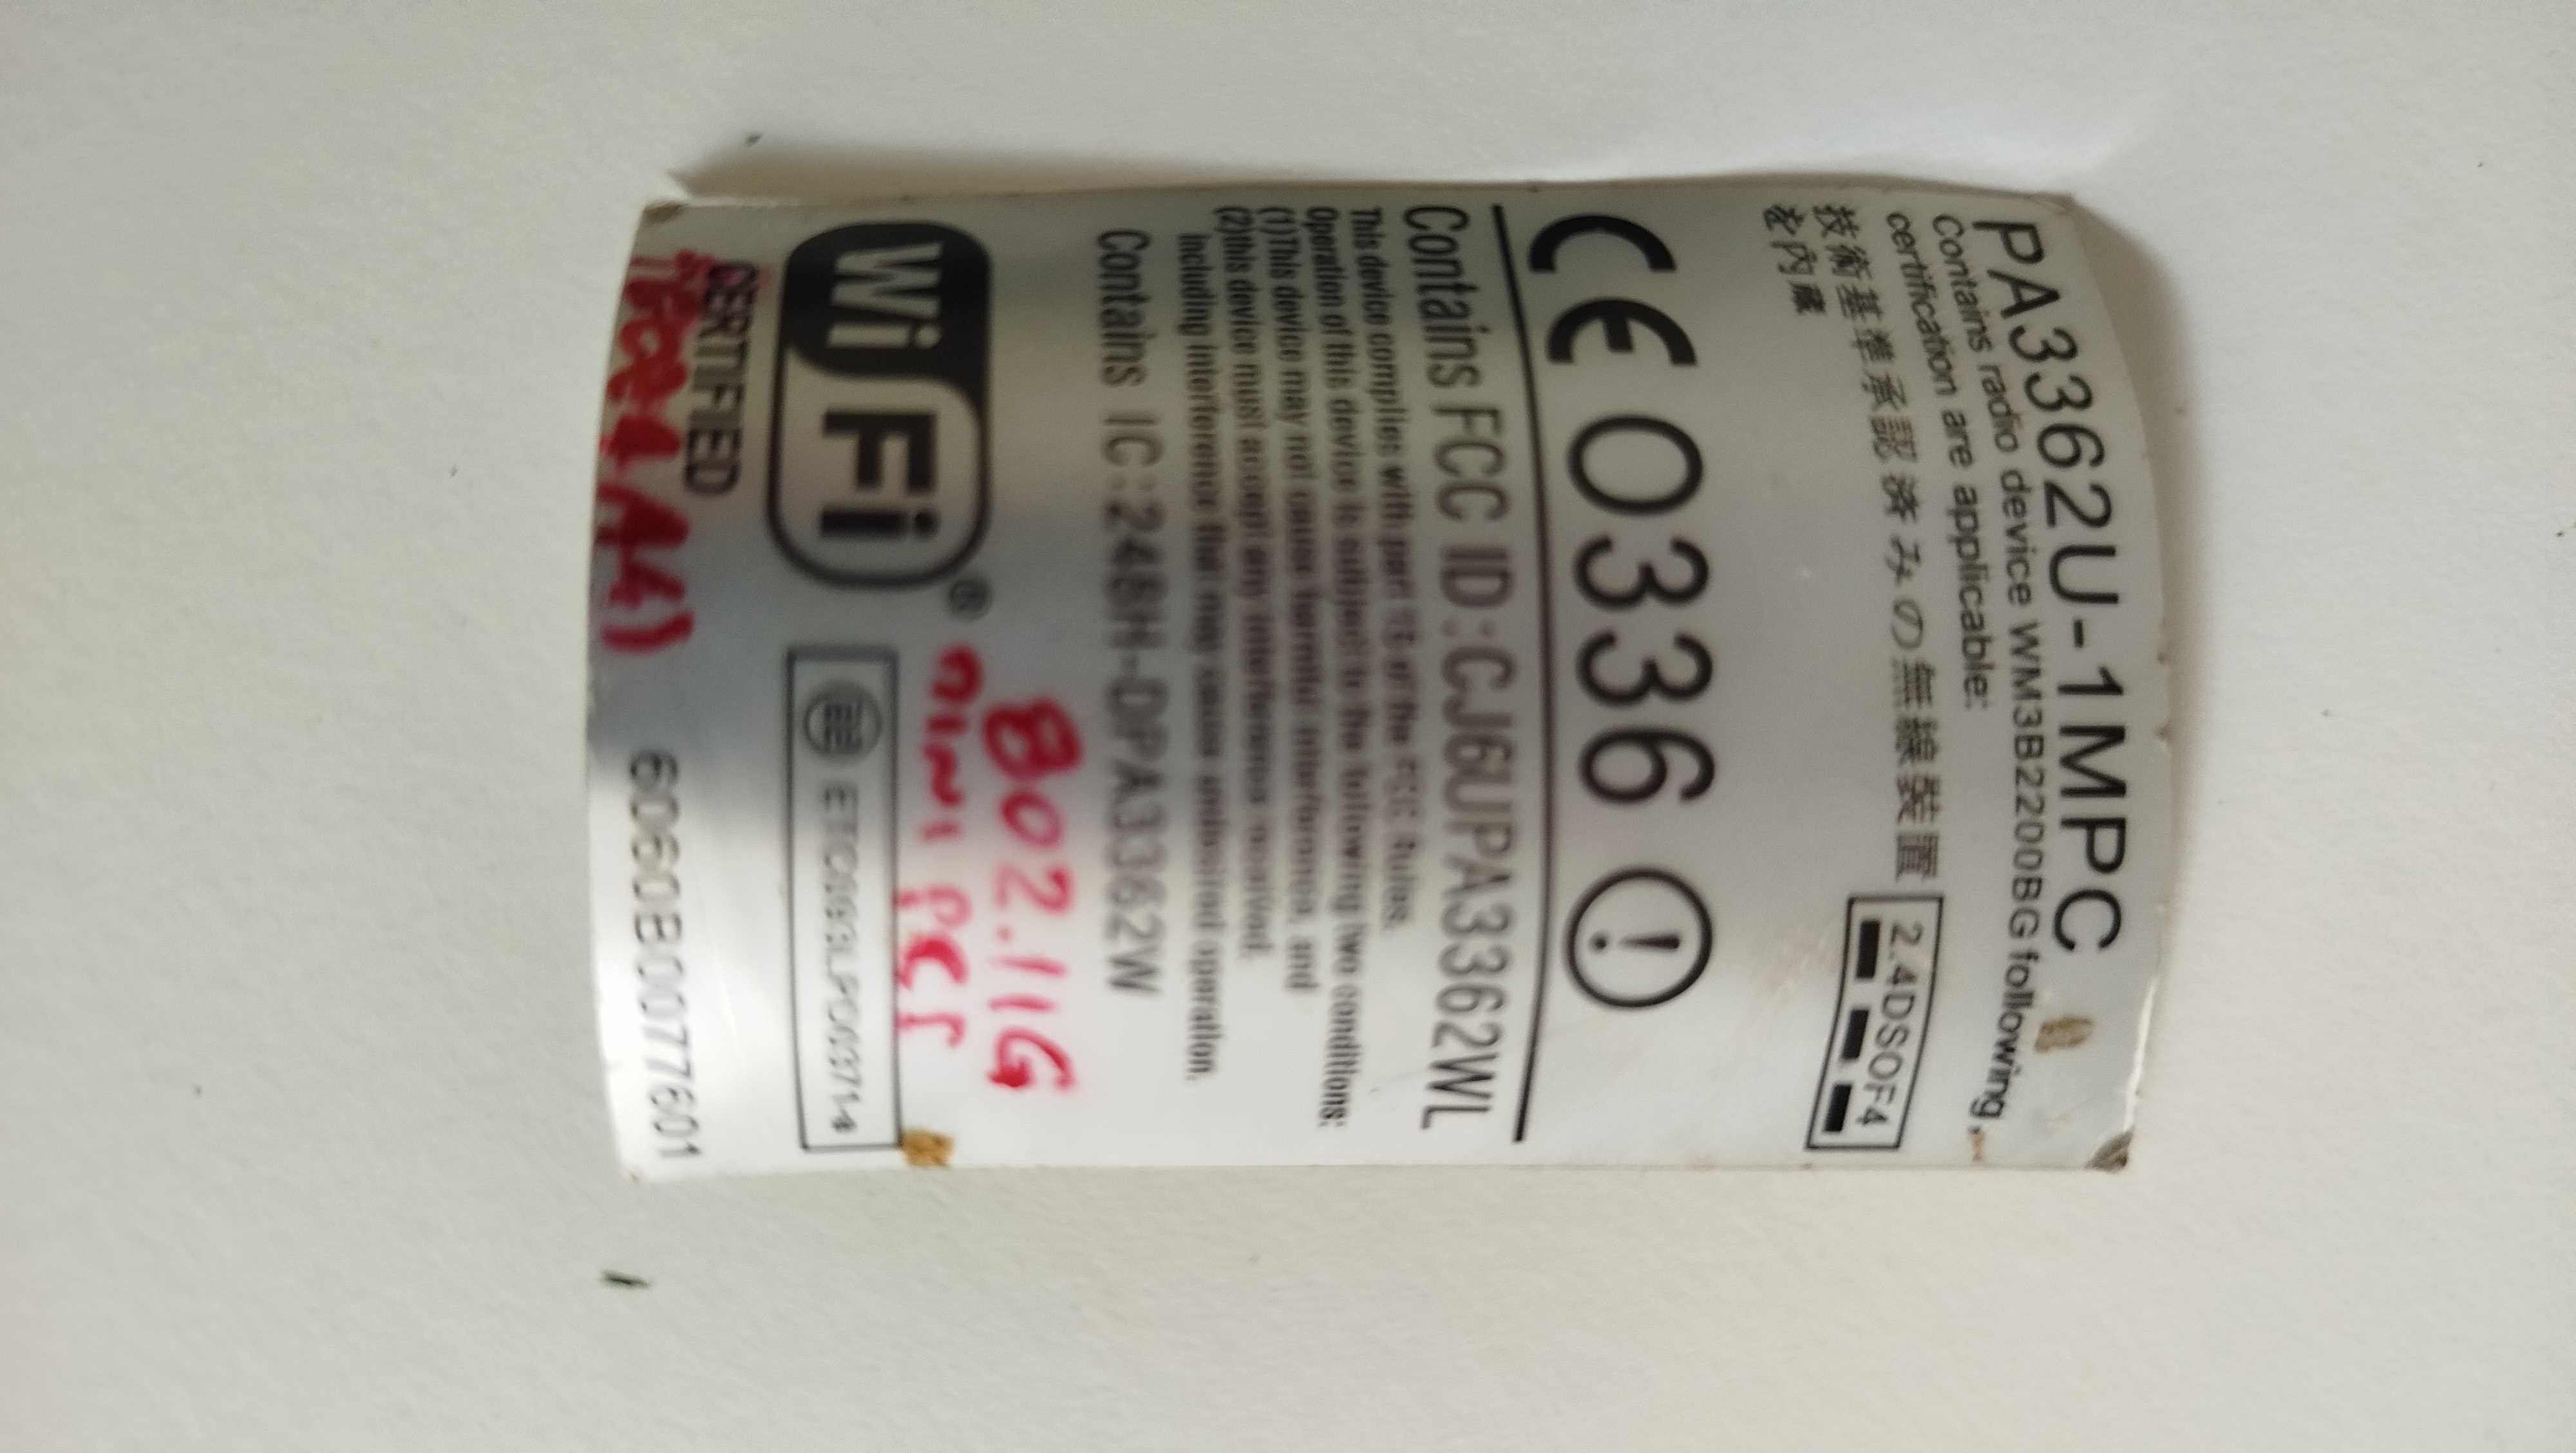 PA3362U-1MPC
Contains radio device WM3B2200BG following,
certification are applicable:
技術基準承認済みの無線装置
を内蔵
2.4DSOF4
CE 0336
Contains FCC ID:CJ6UPA3362WL
This device complies with part 15 of the FCC Rules.
Operation of this device is subject to the following two conditions:
(1)This device may not cause harmful interference, and
(2)this device must accept any interference received,
including interference that may cause undesired operation.
Contains IC:248H-DPA3362W
802.11G
MINI PCI
Wi Fi ®
CERTIFIED
6060B0077601